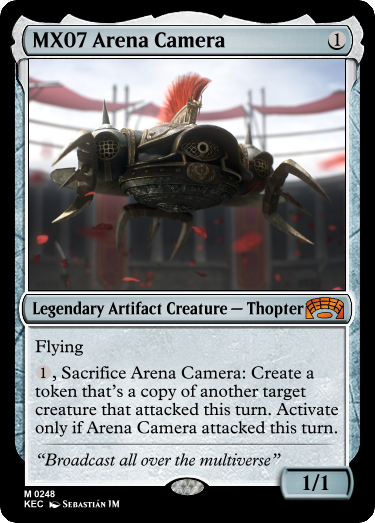 MX07 Arena Camera 1
Legendary Artifact Creature — Thopter
Flying
1, Sacrifice Arena Camera: Create a
token that's a copy of another target
creature that attacked this turn. Activate
only if Arena Camera attacked this turn.
“Broadcast all over the multiverse”
1/1
M 0248
KEC SEBASTIÁN IM